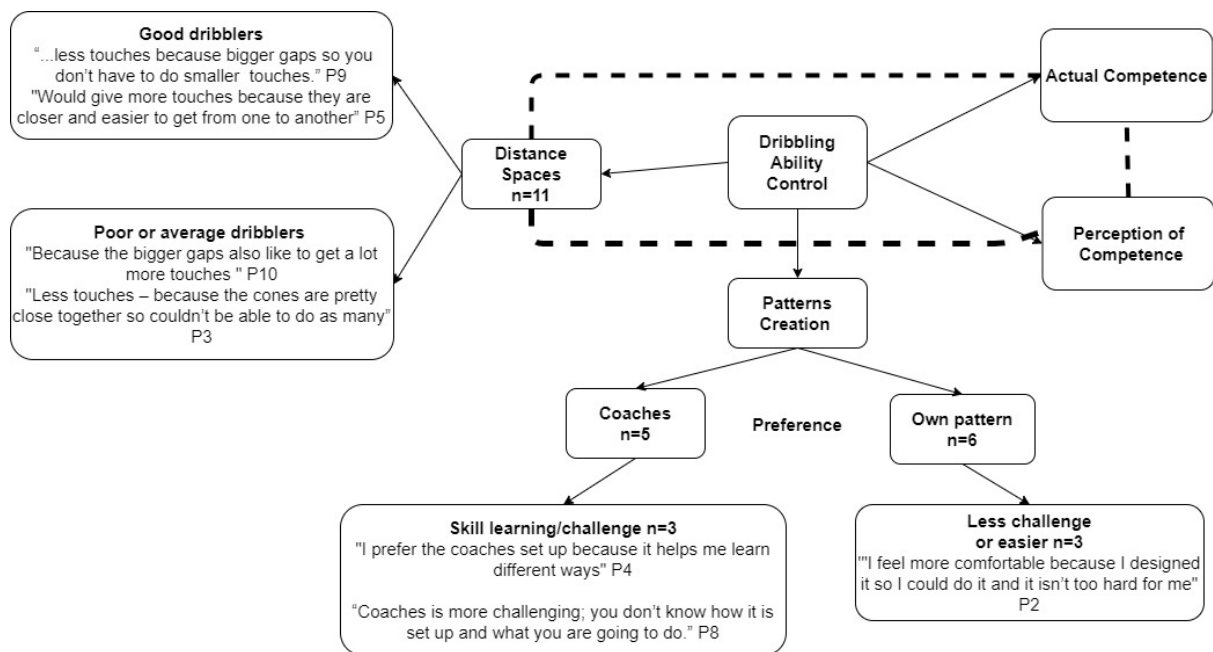 Good dribblers
“...less touches because bigger gaps so you
don’t have to do smaller  touches.” P9
"Would give more touches because they are
closer and easier to get from one to another” P5
Actual Competence
Distance
Spaces
n=11
Dribbling
Ability
Control
Poor or average dribblers
"Because the bigger gaps also like to get a lot
more touches " P10
"Less touches – because the cones are pretty
close together so couldn’t be able to do as many”
P3
Perception of
Competence
Patterns
Creation
Coaches
n=5
Preference
Own pattern
n=6
Skill learning/challenge n=3
"I prefer the coaches set up because it helps me learn
different ways" P4
“Coaches is more challenging; you don’t know how it is
set up and what you are going to do.” P8
Less challenge
or easier n=3
'"I feel more comfortable because I designed
it so I could do it and it isn’t too hard for me"
P2